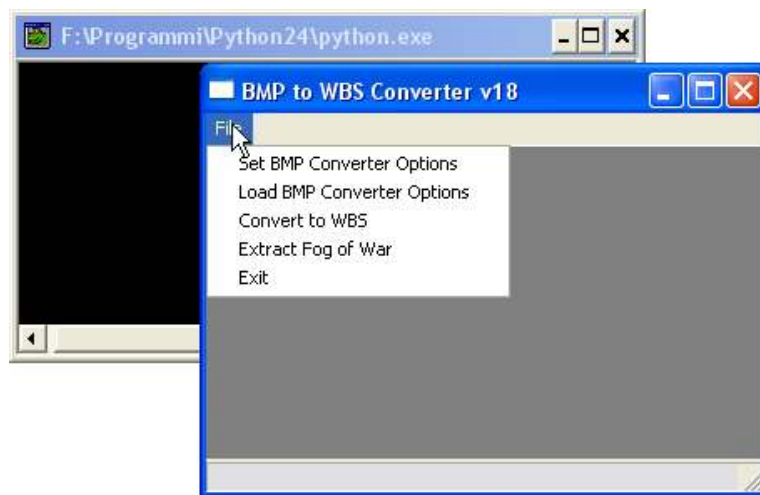 F:\Programmi\Python24\python.exe
BMP to WBS Converter v18
File
Set BMP Converter Options
Load BMP Converter Options
Convert to WBS
Extract Fog of War
Exit